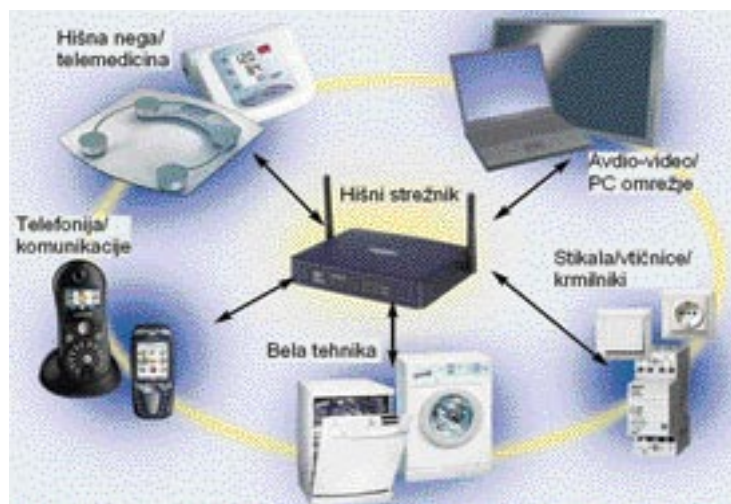 Hišna nega/
telemedicina
Avdio-video/
PC omrežje
Hišni strežnik
Telefonija/
komunikacije
Stikala/vtičnice/
krmilniki
Bela tehnika